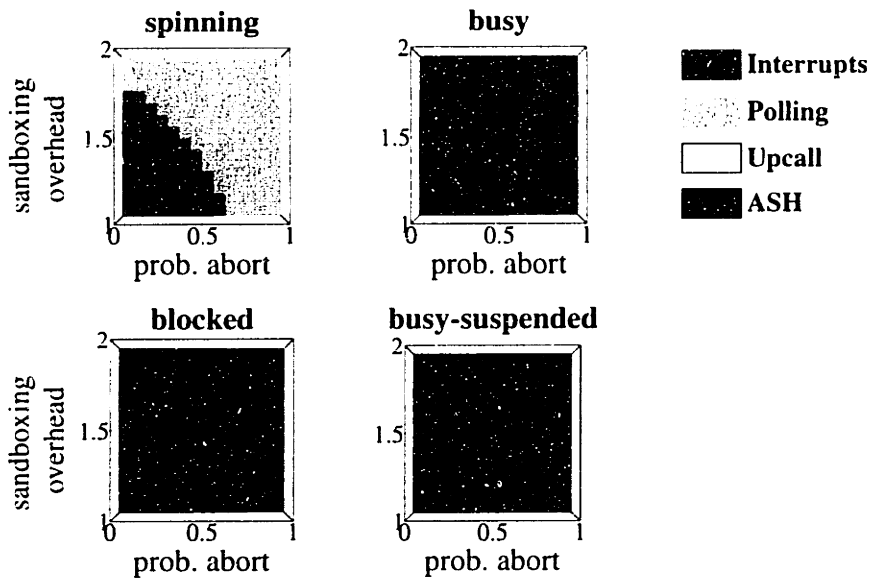 spinning
busy
2
1.5
1
0
0.5
1
prob. abort
sandboxing
overhead
2
1.5
1
0
0.5
1
prob. abort
Interrupts
Polling
Upcall
ASH
blocked
busy-suspended
2
1.5
1
0
0.5
1
prob. abort
sandboxing
overhead
2
1.5
1
0
0.5
1
prob. abort